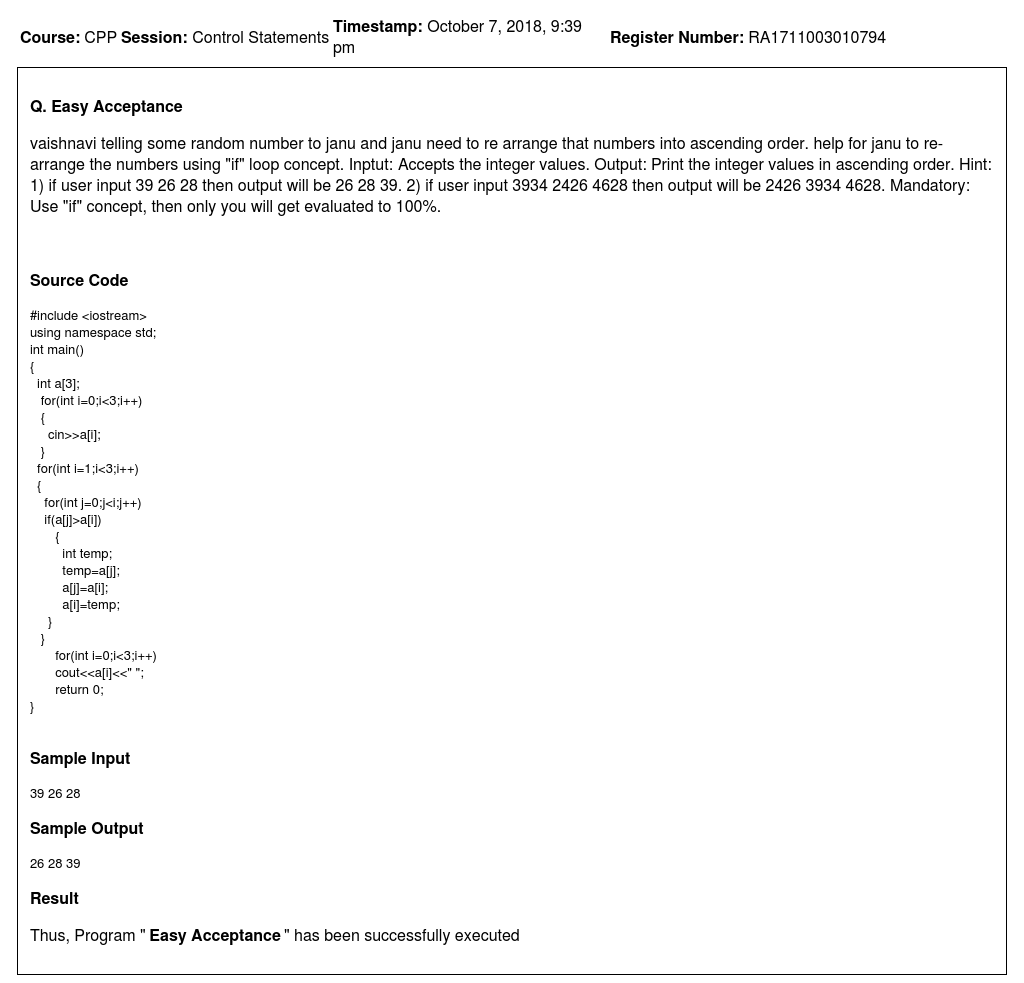 Course: CPP Session: Control Statements Timestamp: October 7, 2018, 9:39 pm Register Number: RA1711003010794
Q. Easy Acceptance
vaishnavi telling some random number to janu and janu need to re arrange that numbers into ascending order. help for janu to re-
arrange the numbers using "if" loop concept. Intput: Accepts the integer values. Output: Print the integer values in ascending order. Hint:
1) if user input 39 26 28 then output will be 26 28 39. 2) if user input 3934 2426 4628 then output will be 2426 3934 4628. Mandatory:
Use "if" concept, then only you will get evaluated to 100%.
Source Code
#include <iostream>
using namespace std;
int main()
{
int a[3];
for(int i=0;i<3;i++)
{
cin>>a[i];
}
for(int i=1;i<3;i++)
{
for(int j=0;j<i;j++)
if(a[j]>a[i])
{
int temp;
temp=a[j];
a[j]=a[i];
a[i]=temp;
}
}
for(int i=0;i<3;i++)
cout<<a[i]<<" ";
return 0;
}
Sample Input
39 26 28
Sample Output
26 28 39
Result
Thus, Program " Easy Acceptance " has been successfully executed